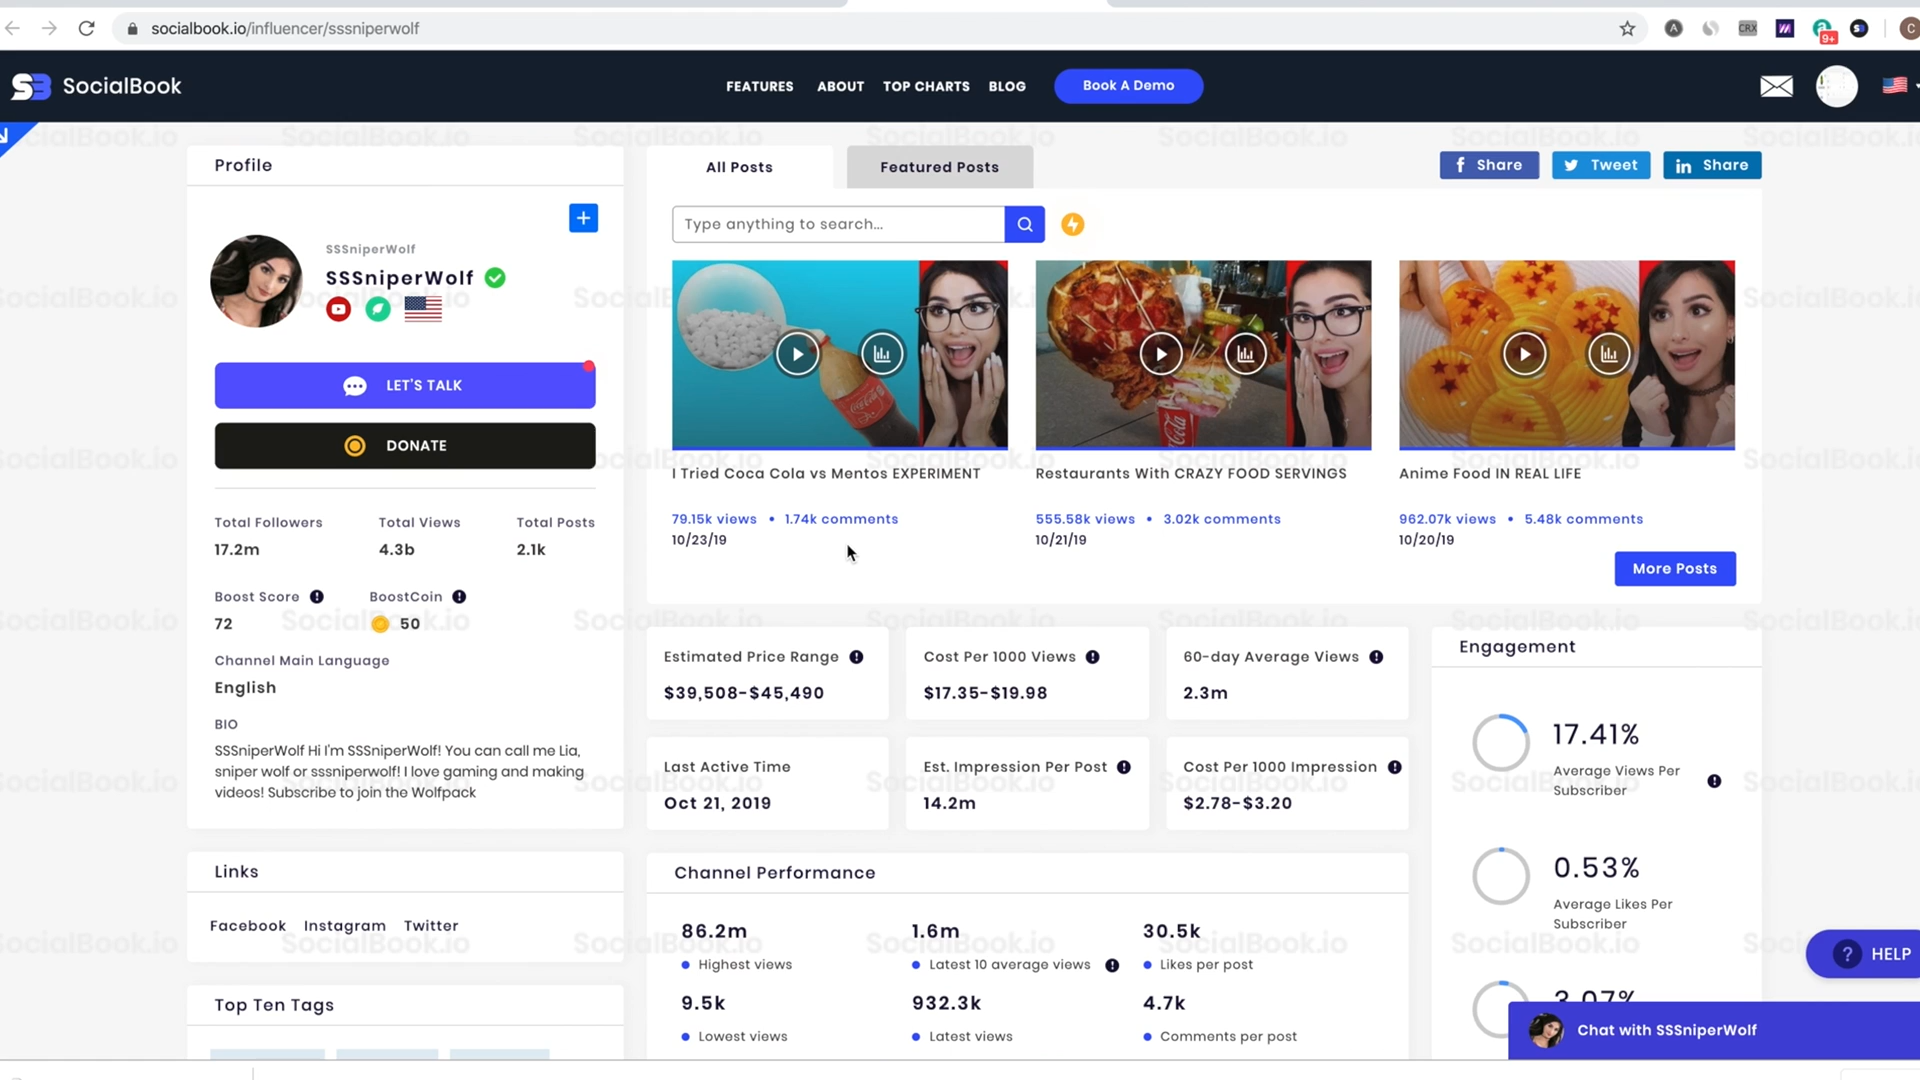 socialbook.io/influencer/sssniperwolf
CRX
9+
C
SB SocialBook
FEATURES ABOUT TOP CHARTS BLOG Book A Demo
Profile
SSSniperWolf
SSSniperWolf
LET'S TALK
DONATE
Total Followers Total Views Total Posts
17.2m 4.3b 2.1k
Boost Score BoostCoin
72 50
Channel Main Language
English
BIO
SSSniperWolf Hi I'm SSSniperWolf! You can call me Lia,
sniper wolf or sssniperwolf! I love gaming and making
videos! Subscribe to join the Wolfpack
Links
Facebook Instagram Twitter
Top Ten Tags
All Posts Featured Posts
Share Tweet Share
Type anything to search...
I Tried Coca Cola vs Mentos EXPERIMENT
79.15k views • 1.74k comments
10/23/19
Restaurants With CRAZY FOOD SERVINGS
555.58k views • 3.02k comments
10/21/19
Anime Food IN REAL LIFE
962.07k views • 5.48k comments
10/20/19
More Posts
Estimated Price Range
$39,508-$45,490
Cost Per 1000 Views
$17.35-$19.98
60-day Average Views
2.3m
Last Active Time
Oct 21, 2019
Est. Impression Per Post
14.2m
Cost Per 1000 Impression
$2.78-$3.20
Channel Performance
86.2m 1.6m 30.5k
Highest views Latest 10 average views Likes per post
9.5k 932.3k 4.7k
Lowest views Latest views Comments per post
Engagement
17.41%
Average Views Per
Subscriber
0.53%
Average Likes Per
Subscriber
3.07%
HELP
Chat with SSSniperWolf
SocialBook.io